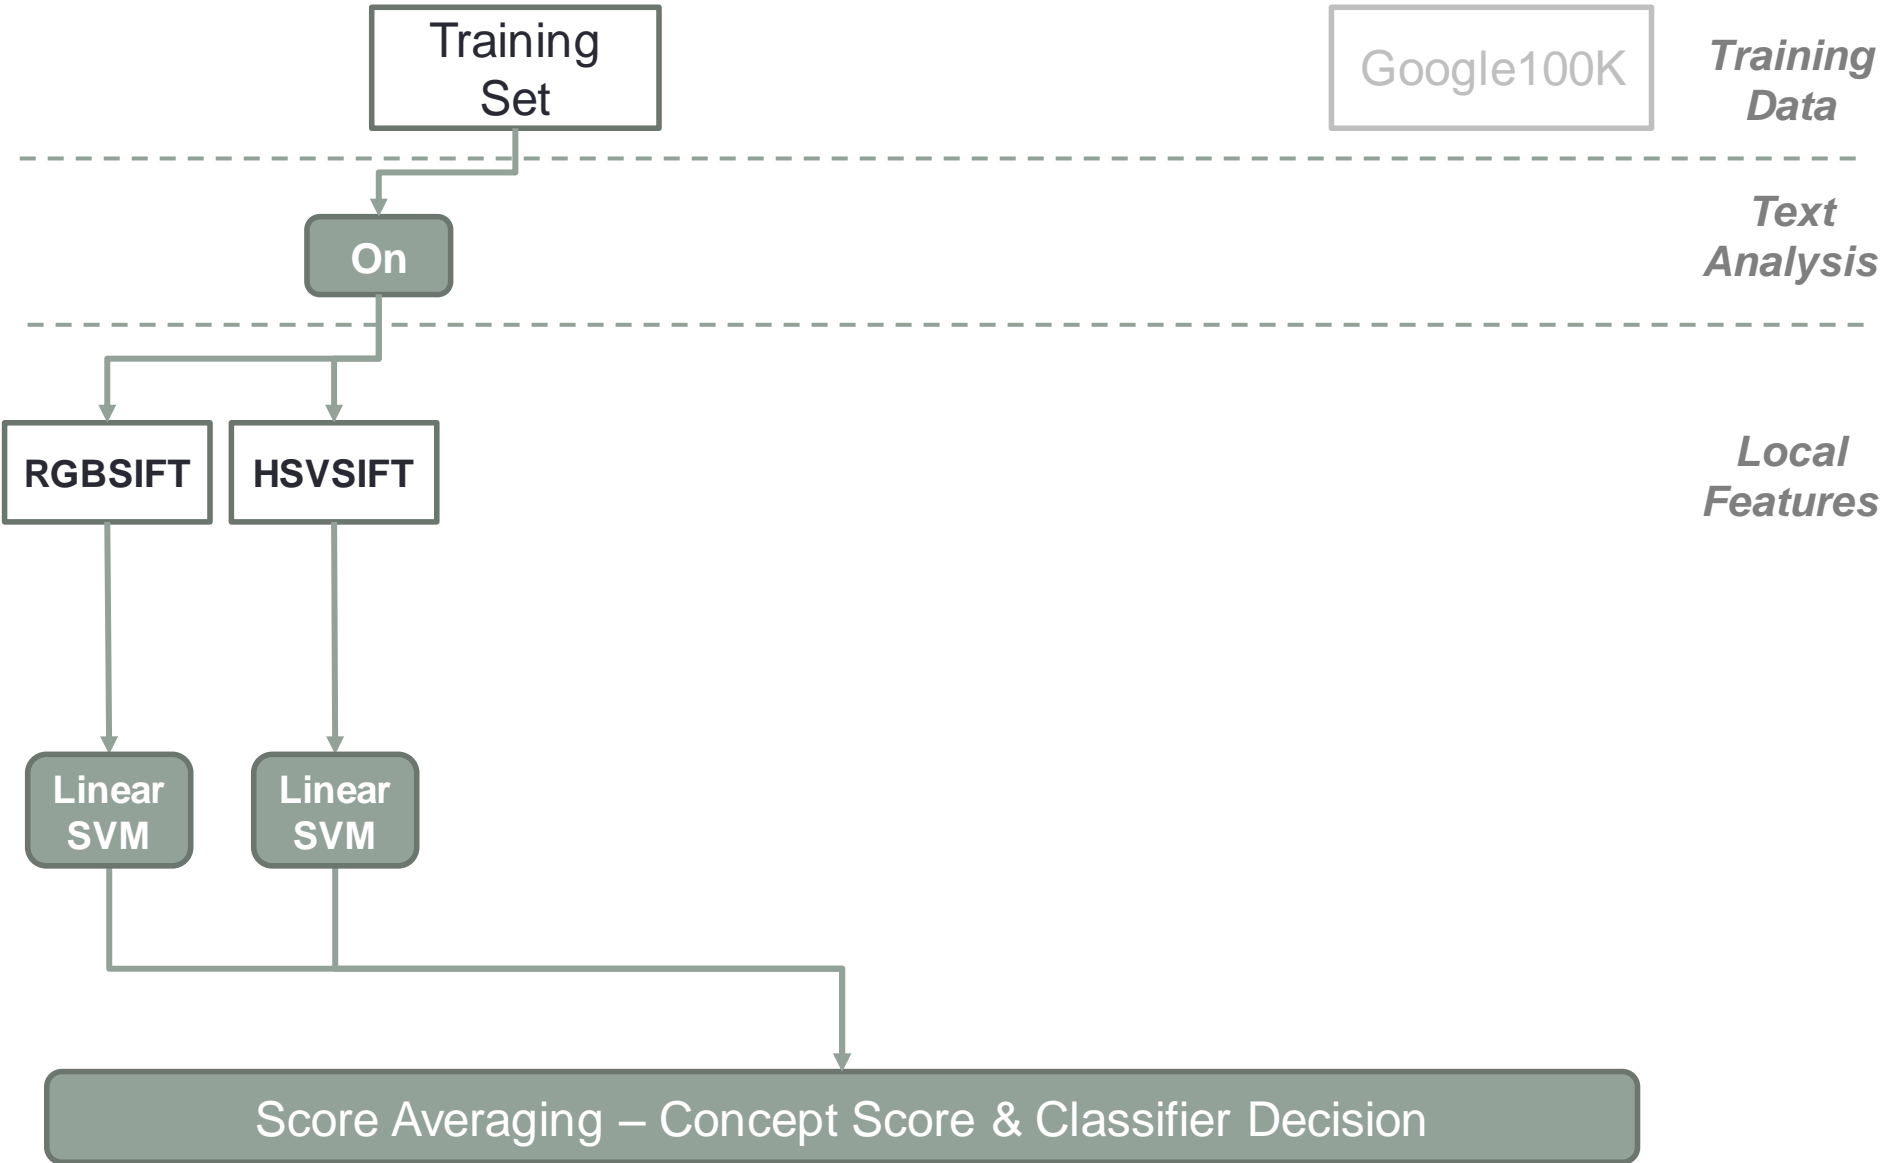 Training
Set
Google100K
Training
Data
On
Text
Analysis
RGBSIFT
HSVSIFT
Local
Features
Linear
SVM
Linear
SVM
Score Averaging – Concept Score & Classifier Decision